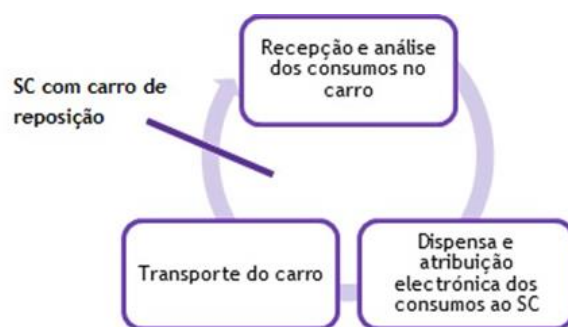 Recepção e análise
dos consumos no
carro
SC com carro de
reposição
Transporte do carro
Dispensa e
atribuição
electrónica dos
consumos ao SC